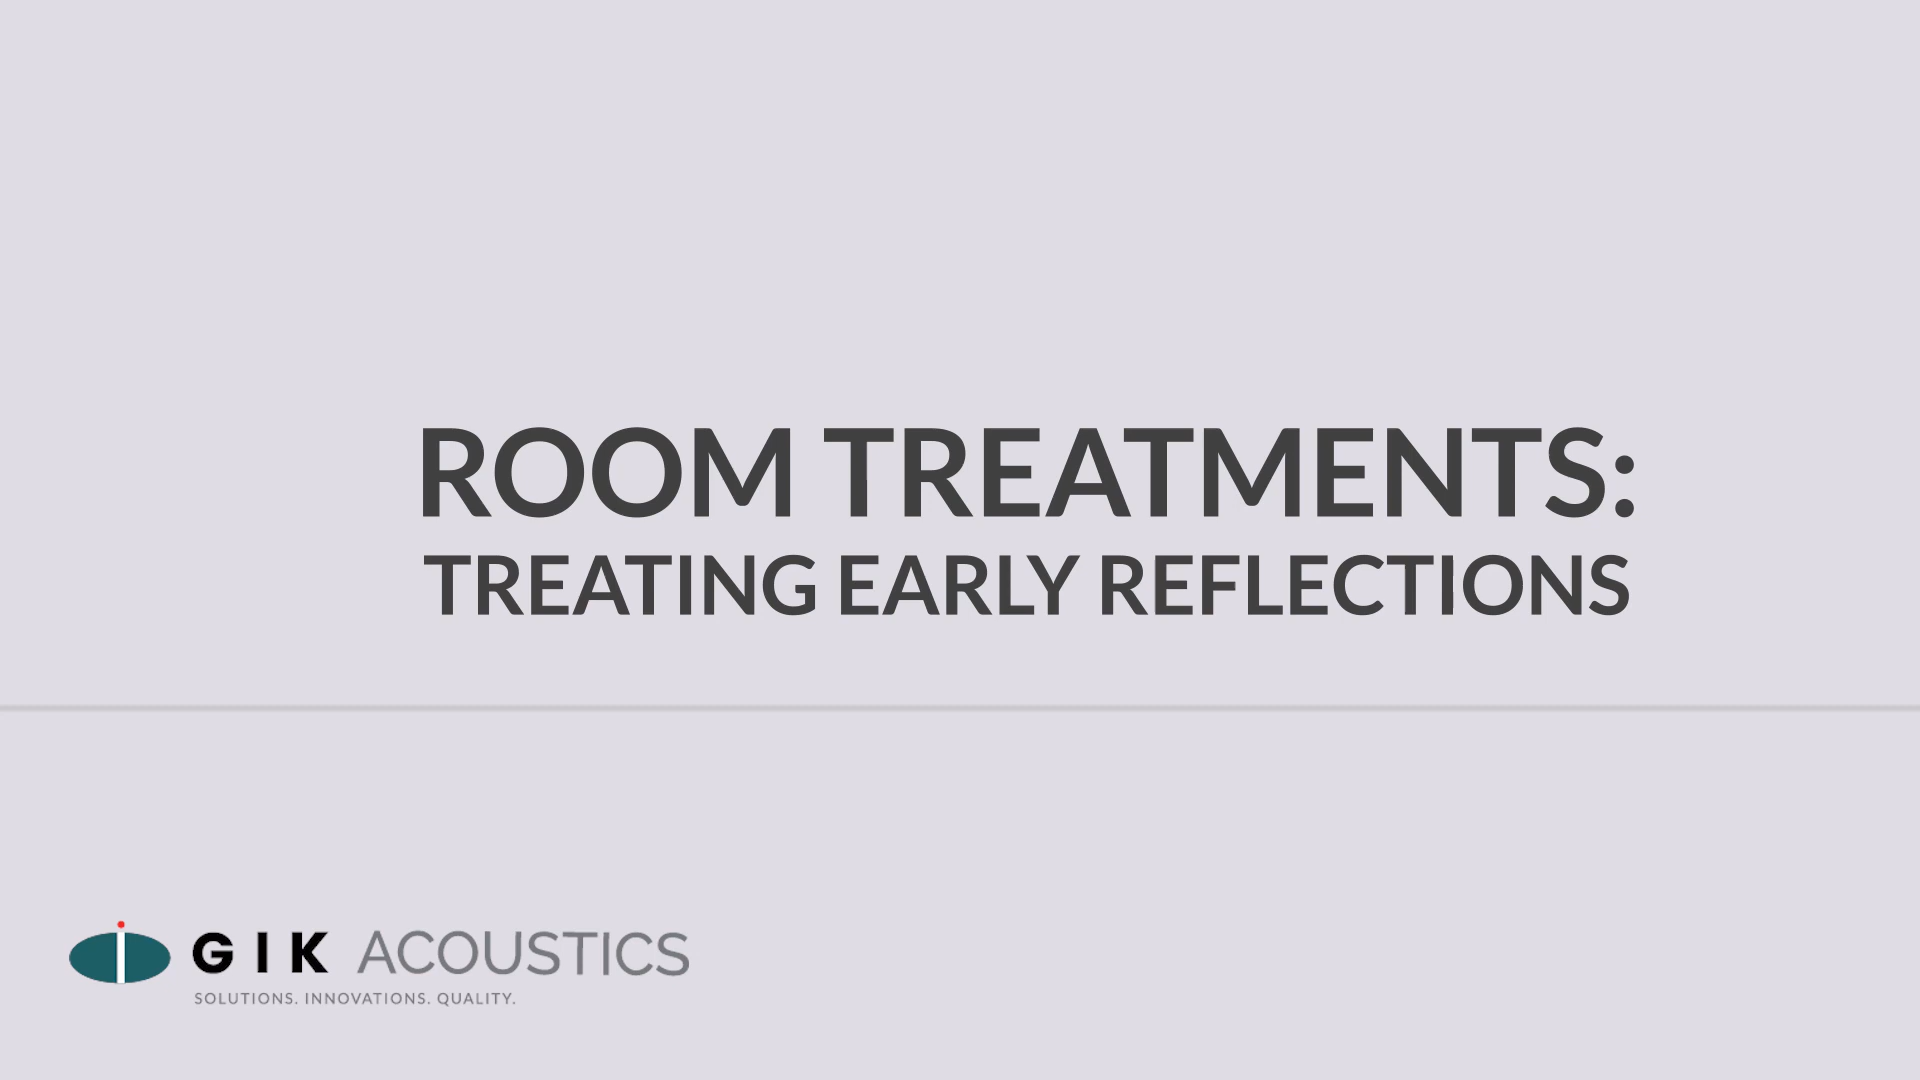 ROOM TREATMENTS:
TREATING EARLY REFLECTIONS
GIK ACOUSTICS
SOLUTIONS. INNOVATIONS. QUALITY.